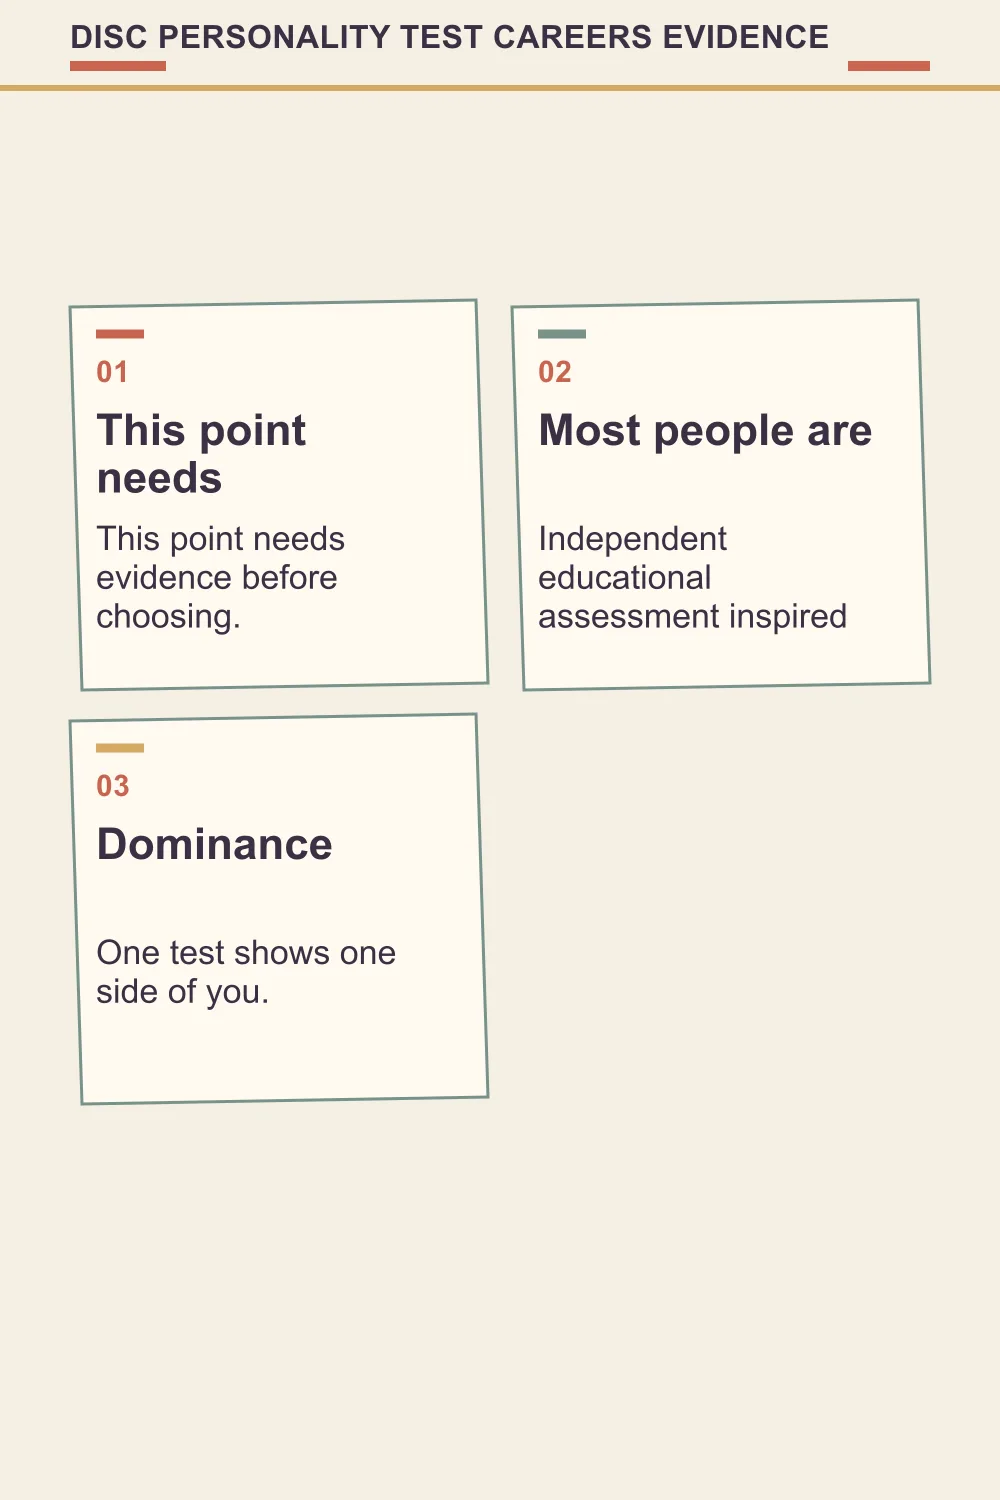 DISC PERSONALITY TEST CAREERS EVIDENCE
01
This point
needs
This point needs
evidence before
choosing.
02
Most people are
Independent
educational
assessment inspired
03
Dominance
One test shows one
side of you.